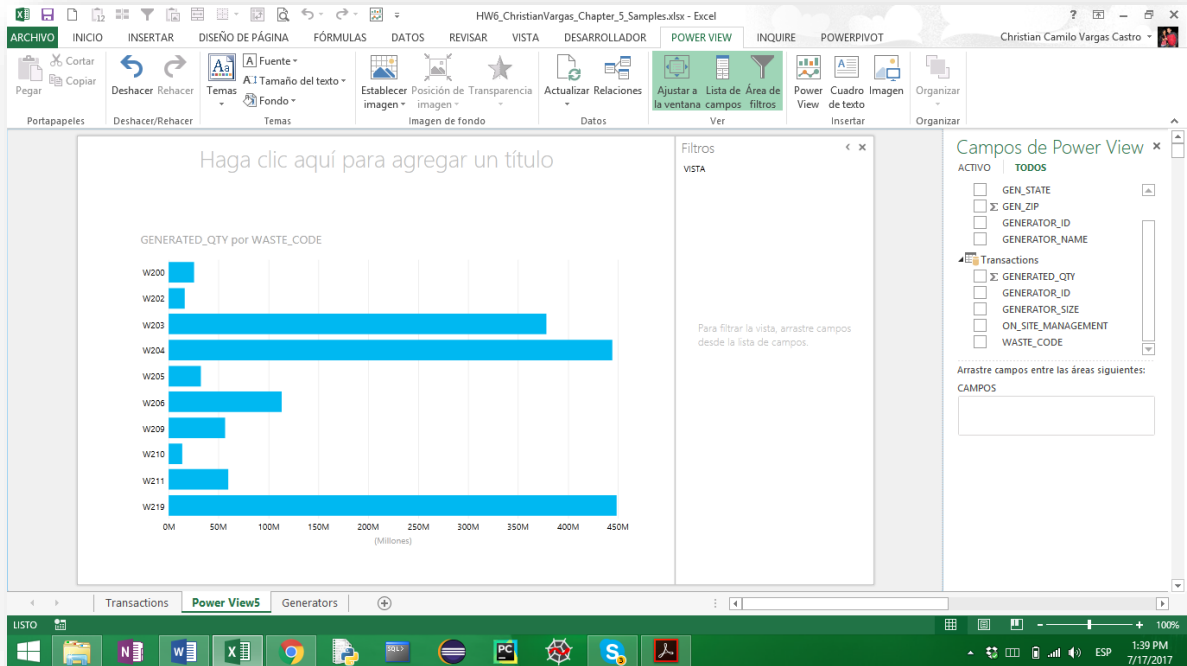 HW6_ChristianVargas_Chapter_5_Samples.xlsx - Excel
ARCHIVO INICIO INSERTAR DISEÑO DE PÁGINA FÓRMULAS DATOS REVISAR VISTA DESARROLLADOR POWER VIEW INQUIRE POWERPIVOT Christian Camilo Vargas Castro
Pegar
Cortar
Copiar
Portapapeles
Deshacer Rehacer
Deshacer/Rehacer
Temas
Fuente
Tamaño del texto
Fondo
Temas
Establecer imagen
Posición de imagen
Transparencia
Imagen de fondo
Actualizar Relaciones
Datos
Ajustar a la ventana
Lista de campos
Área de filtros
Ver
Power View
Cuadro de texto
Imagen
Insertar
Organizar
Organizar
Haga clic aquí para agregar un título
GENERATED_QTY por WASTE_CODE
W200
W202
W203
W204
W205
W206
W209
W210
W211
W219
0M 50M 100M 150M 200M 250M 300M 350M 400M 450M
(Millones)
Filtros
VISTA
Para filtrar la vista, arrastre campos
desde la lista de campos.
Campos de Power View
ACTIVO TODOS
GEN_STATE
Σ GEN_ZIP
GENERATOR_ID
GENERATOR_NAME
Transactions
Σ GENERATED_QTY
GENERATOR_ID
GENERATOR_SIZE
ON_SITE_MANAGEMENT
WASTE_CODE
Arrastre campos entre las áreas siguientes:
CAMPOS
Transactions Power View5 Generators
LISTO
100%
ESP
1:39 PM
7/17/2017